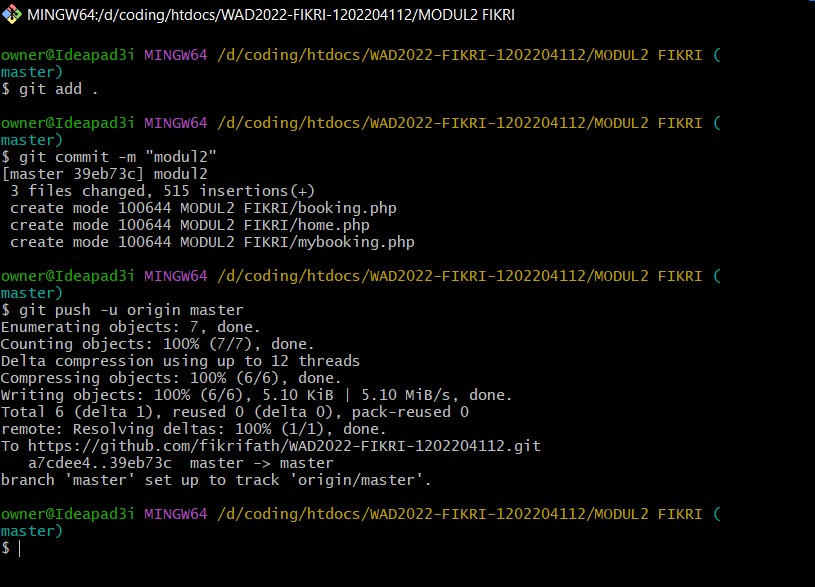 MINGW64:/d/coding/htdocs/WAD2022-FIKRI-1202204112/MODUL2 FIKRI
owner@Ideapad3i MINGW64 /d/coding/htdocs/WAD2022-FIKRI-1202204112/MODUL2 FIKRI (
master)
$ git add .
owner@Ideapad3i MINGW64 /d/coding/htdocs/WAD2022-FIKRI-1202204112/MODUL2 FIKRI (
master)
$ git commit -m "modul2"
[master 39eb73c] modul2
 3 files changed, 515 insertions(+)
 create mode 100644 MODUL2 FIKRI/booking.php
 create mode 100644 MODUL2 FIKRI/home.php
 create mode 100644 MODUL2 FIKRI/mybooking.php
owner@Ideapad3i MINGW64 /d/coding/htdocs/WAD2022-FIKRI-1202204112/MODUL2 FIKRI (
master)
$ git push -u origin master
Enumerating objects: 7, done.
Counting objects: 100% (7/7), done.
Delta compression using up to 12 threads
Compressing objects: 100% (6/6), done.
Writing objects: 100% (6/6), 5.10 KiB | 5.10 MiB/s, done.
Total 6 (delta 1), reused 0 (delta 0), pack-reused 0
remote: Resolving deltas: 100% (1/1), done.
To https://github.com/fikrifath/WAD2022-FIKRI-1202204112.git
   a7cdee4..39eb73c  master -> master
branch 'master' set up to track 'origin/master'.
owner@Ideapad3i MINGW64 /d/coding/htdocs/WAD2022-FIKRI-1202204112/MODUL2 FIKRI (
master)
$